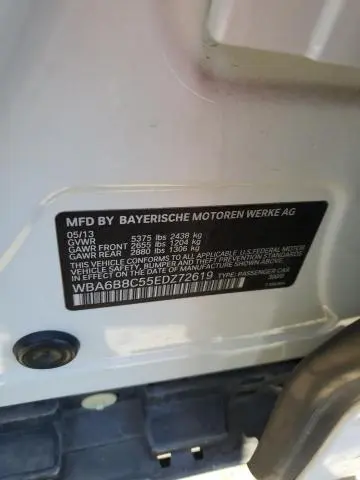 MFD BY BAYERISCHE MOTOREN WERKE AG
05/13
GVWR 5375 lbs 2438 kg
GAWR FRONT 2655 lbs 1204 kg
GAWR REAR 2880 lbs 1306 kg
THIS VEHICLE CONFORMS TO ALL APPLICABLE U.S.FEDERAL MOTOR
VEHICLE SAFETY, BUMPER, AND THEFT PREVENTION STANDARDS
IN EFFECT ON THE DATE OF MANUFACTURE SHOWN ABOVE.
WBA6B8C55EDZ72619 TYPE: PASSENGER CAR